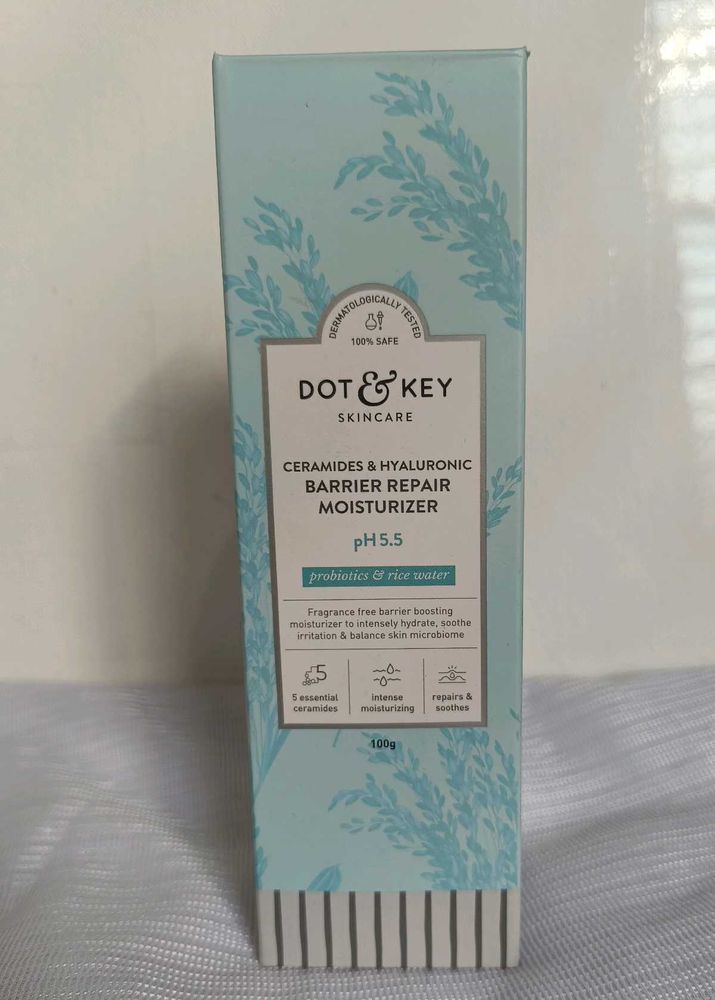 DERMATOLOGICALLY TESTED
100% SAFE
DOT & KEY
SKINCARE
CERAMIDES & HYALURONIC
BARRIER REPAIR
MOISTURIZER
pH 5.5
probiotics & rice water
Fragrance free barrier boosting
moisturizer to intensely hydrate, soothe
irritation & balance skin microbiome
5
5 essential
ceramides
intense
moisturizing
repairs &
soothes
100g